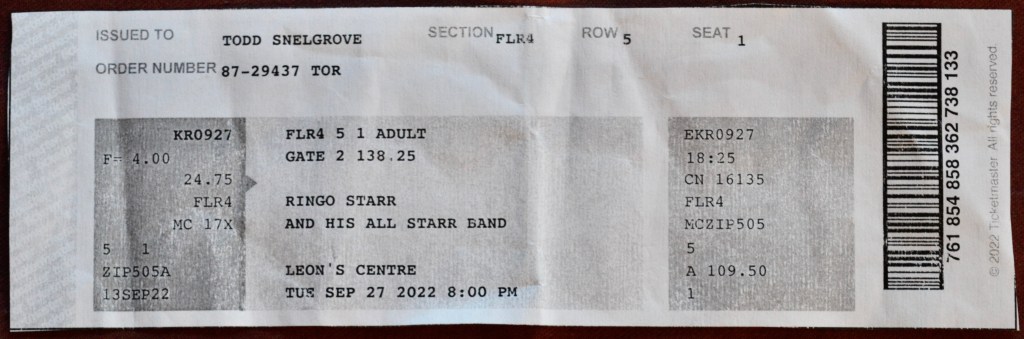 ISSUED TO TODD SNELGROVE SECTION FLR4 ROW 5 SEAT 1
ORDER NUMBER 87-29437 TOR
KR0927
F= 4.00
24.75
FLR4
MC 17X
5 1
ZIP505A
13SEP22
FLR4 5 1 ADULT
GATE 2 138.25
RINGO STARR
AND HIS ALL STARR BAND
LEON'S CENTRE
TUE SEP 27 2022 8:00 PM
EKR0927
18:25
CN 16135
FLR4
MCZIP505
5
A 109.50
1
761 854 858 362 738 133
© 2022 Ticketmaster. All rights reserved.